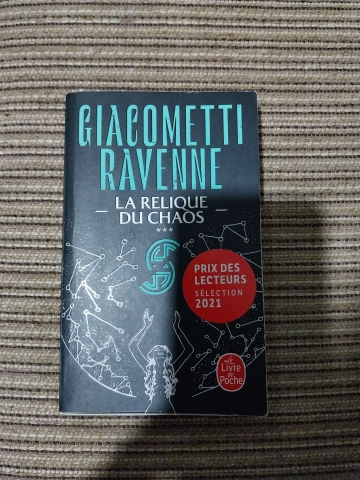 GIACOMETTI
RAVENNE
LA RELIQUE
DU CHAOS
***
PRIX DES
LECTEURS
SÉLECTION
2021
Le
Livre
de
Poche